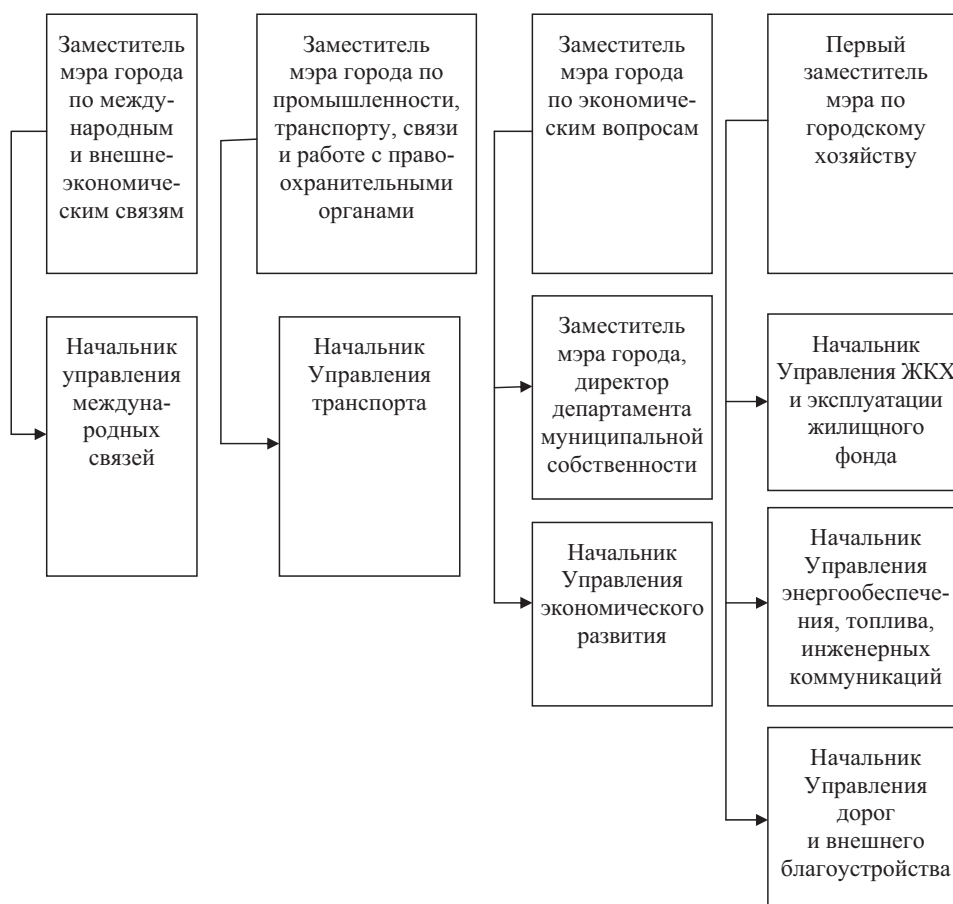 Заместитель
мэра города
по между-
народным
и внешне-
экономиче-
ским связям
Заместитель
мэра города по
промышленности,
транспорту, связи
и работе с право-
охранительными
органами
Заместитель
мэра города
по экономиче-
ским вопросам
Первый
заместитель
мэра по
городскому
хозяйству
Начальник
управления
междуна-
родных
связей
Начальник
Управления
транспорта
Заместитель
мэра города,
директор
департамента
муниципальной
собственности
Начальник
Управления ЖКХ
и эксплуатации
жилищного
фонда
Начальник
Управления
экономического
развития
Начальник
Управления
энергообеспече-
ния, топлива,
инженерных
коммуникаций
Начальник
Управления
дорог
и внешнего
благоустройства